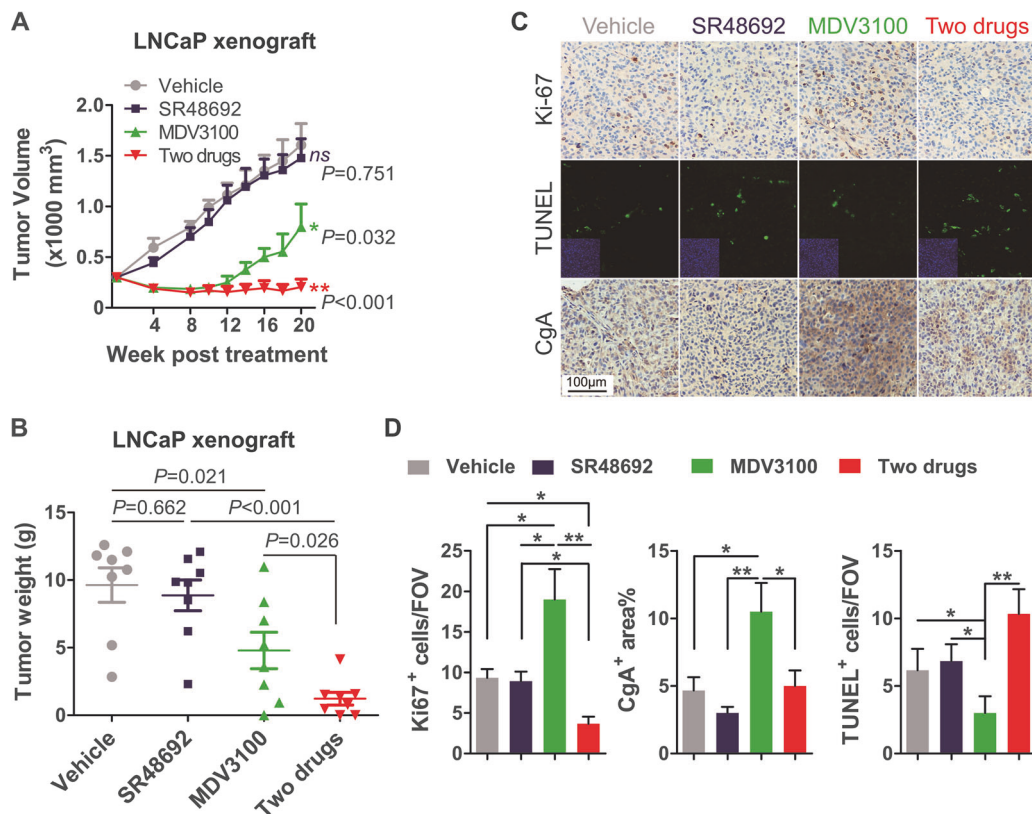 A
LNCaP xenograft
Vehicle
SR48692
MDV3100
Two drugs
Tumor Volume
(x1000 mm³)
2.0
1.5
1.0
0.5
0
4
8
12
16
20
Week post treatment
ns
P=0.751
*
P=0.032
**
P<0.001
B
LNCaP xenograft
P=0.021
P=0.662
P<0.001
P=0.026
Tumor weight (g)
15
10
5
0
Vehicle
SR48692
MDV3100
Two drugs
C
Vehicle
SR48692
MDV3100
Two drugs
Ki-67
TUNEL
CgA
100μm
D
Vehicle
SR48692
MDV3100
Two drugs
Ki67⁺ cells/FOV
25
20
15
10
5
0
*
*
* **
*
CgA⁺ area%
15
10
5
0
*
** *
TUNEL⁺ cells/FOV
15
10
5
0
**
*
*